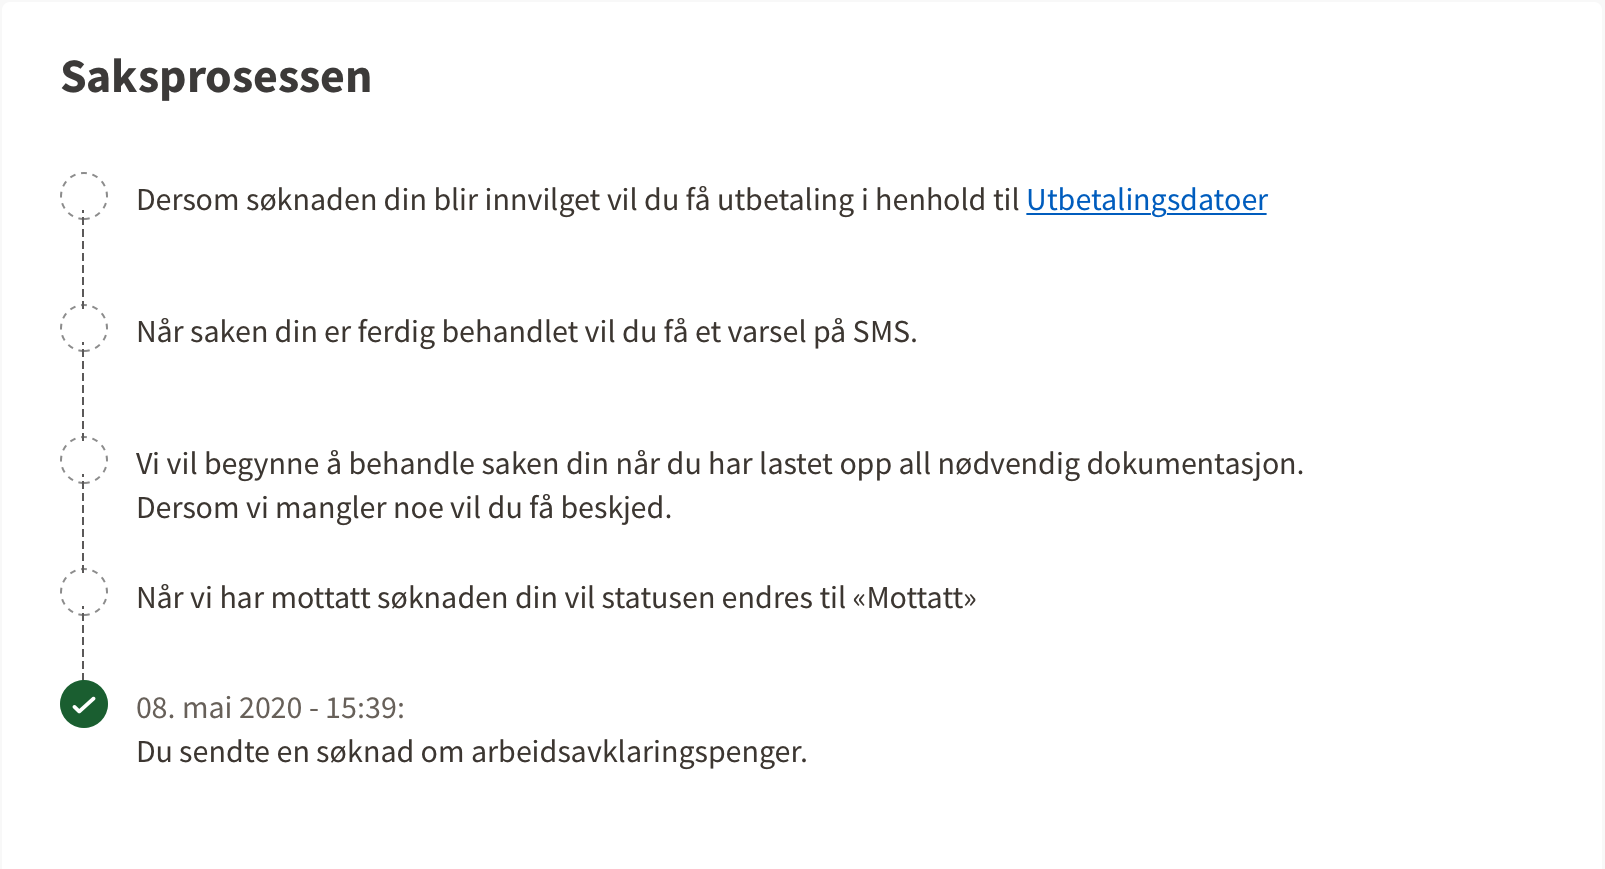 Saksprosessen
Dersom søknaden din blir innvilget vil du få utbetaling i henhold til Utbetalingsdatoer
Når saken din er ferdig behandlet vil du få et varsel på SMS.
Vi vil begynne å behandle saken din når du har lastet opp all nødvendig dokumentasjon.
Dersom vi mangler noe vil du få beskjed.
Når vi har mottatt søknaden din vil statusen endres til «Mottatt»
08. mai 2020 - 15:39:
Du sendte en søknad om arbeidsavklaringspenger.